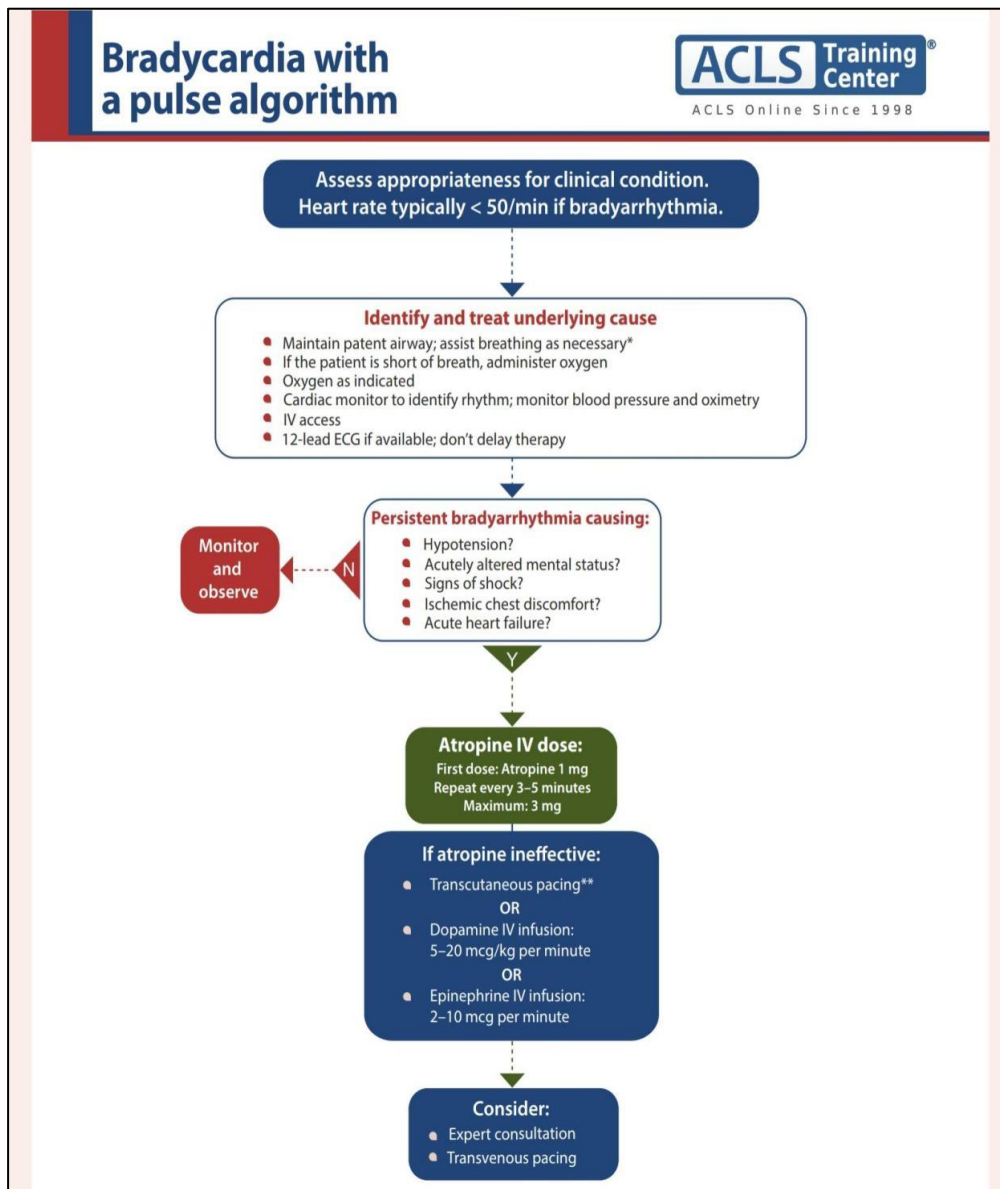 Bradycardia with
a pulse algorithm
ACLS Training Center®
ACLS Online Since 1998
Assess appropriateness for clinical condition.
Heart rate typically < 50/min if bradyarrhythmia.
Identify and treat underlying cause
Maintain patent airway; assist breathing as necessary*
If the patient is short of breath, administer oxygen
Oxygen as indicated
Cardiac monitor to identify rhythm; monitor blood pressure and oximetry
IV access
12-lead ECG if available; don't delay therapy
Persistent bradyarrhythmia causing:
Hypotension?
Acutely altered mental status?
Signs of shock?
Ischemic chest discomfort?
Acute heart failure?
N
Monitor
and
observe
Y
Atropine IV dose:
First dose: Atropine 1 mg
Repeat every 3–5 minutes
Maximum: 3 mg
If atropine ineffective:
Transcutaneous pacing**
OR
Dopamine IV infusion:
5–20 mcg/kg per minute
OR
Epinephrine IV infusion:
2–10 mcg per minute
Consider:
Expert consultation
Transvenous pacing